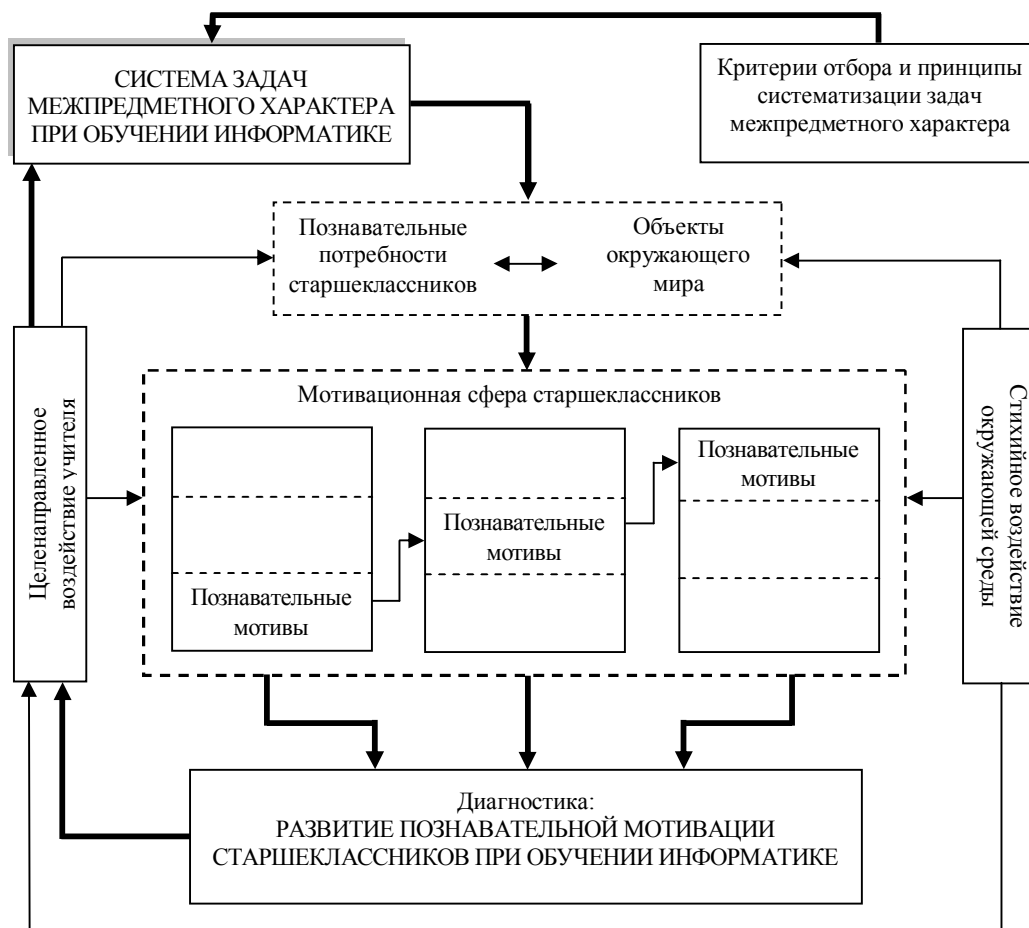 СИСТЕМА ЗАДАЧ
МЕЖПРЕДМЕТНОГО ХАРАКТЕРА
ПРИ ОБУЧЕНИИ ИНФОРМАТИКЕ
Критерии отбора и принципы
систематизации задач
межпредметного характера
Познавательные
потребности
старшеклассников
Объекты
окружающего
мира
Целенаправленное
воздействие учителя
Мотивационная сфера старшеклассников
Познавательные
мотивы
Познавательные
мотивы
Познавательные
мотивы
Стихийное воздействие
окружающей среды
Диагностика:
РАЗВИТИЕ ПОЗНАВАТЕЛЬНОЙ МОТИВАЦИИ
СТАРШЕКЛАССНИКОВ ПРИ ОБУЧЕНИИ ИНФОРМАТИКЕ